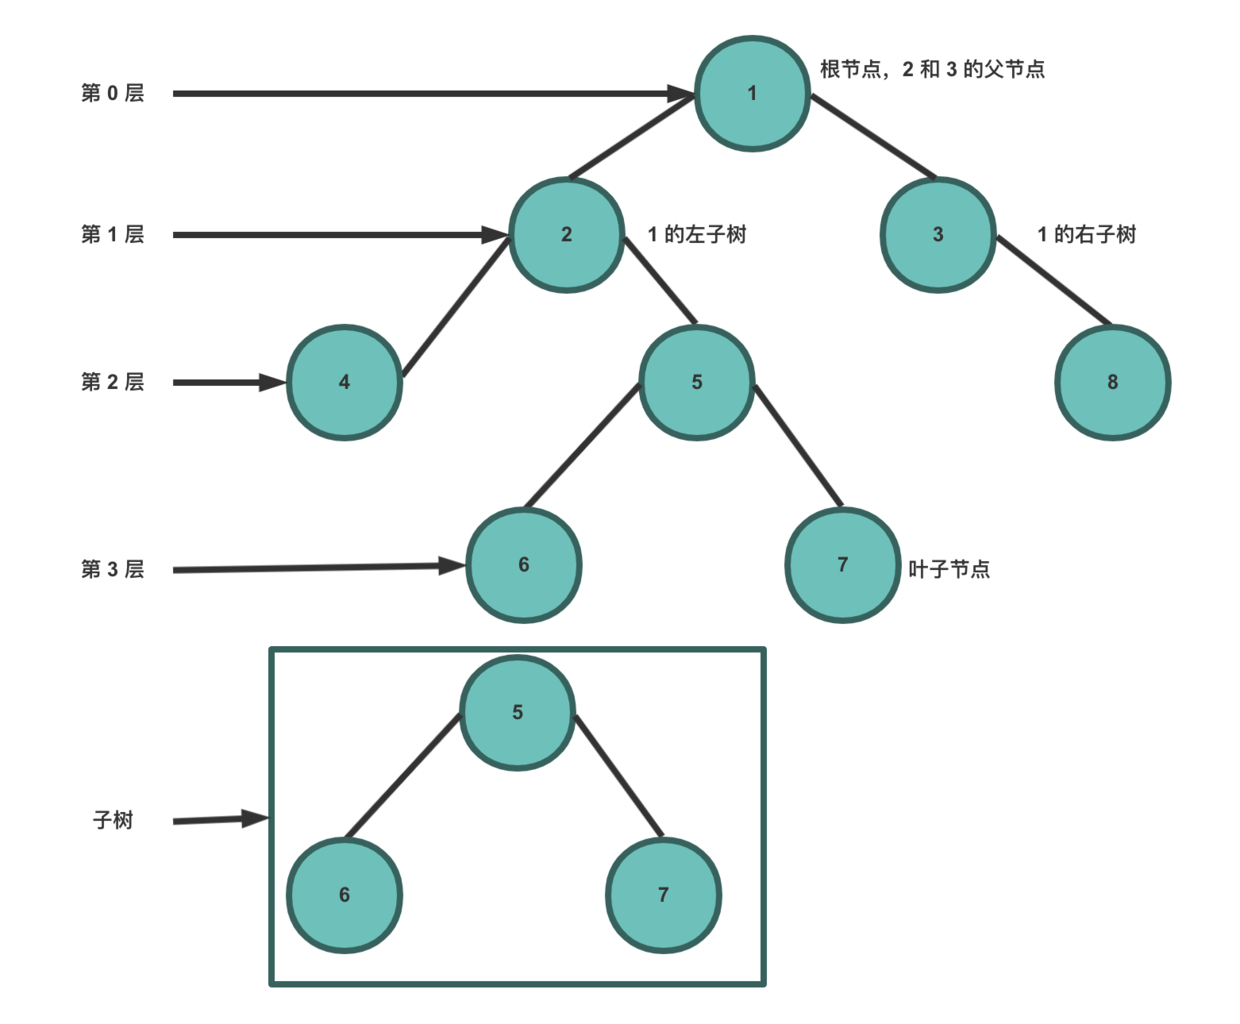 第 0 层
1
根节点，2 和 3 的父节点
第 1 层
2
1 的左子树
3
1 的右子树
第 2 层
4
5
8
第 3 层
6
7
叶子节点
5
子树
6
7